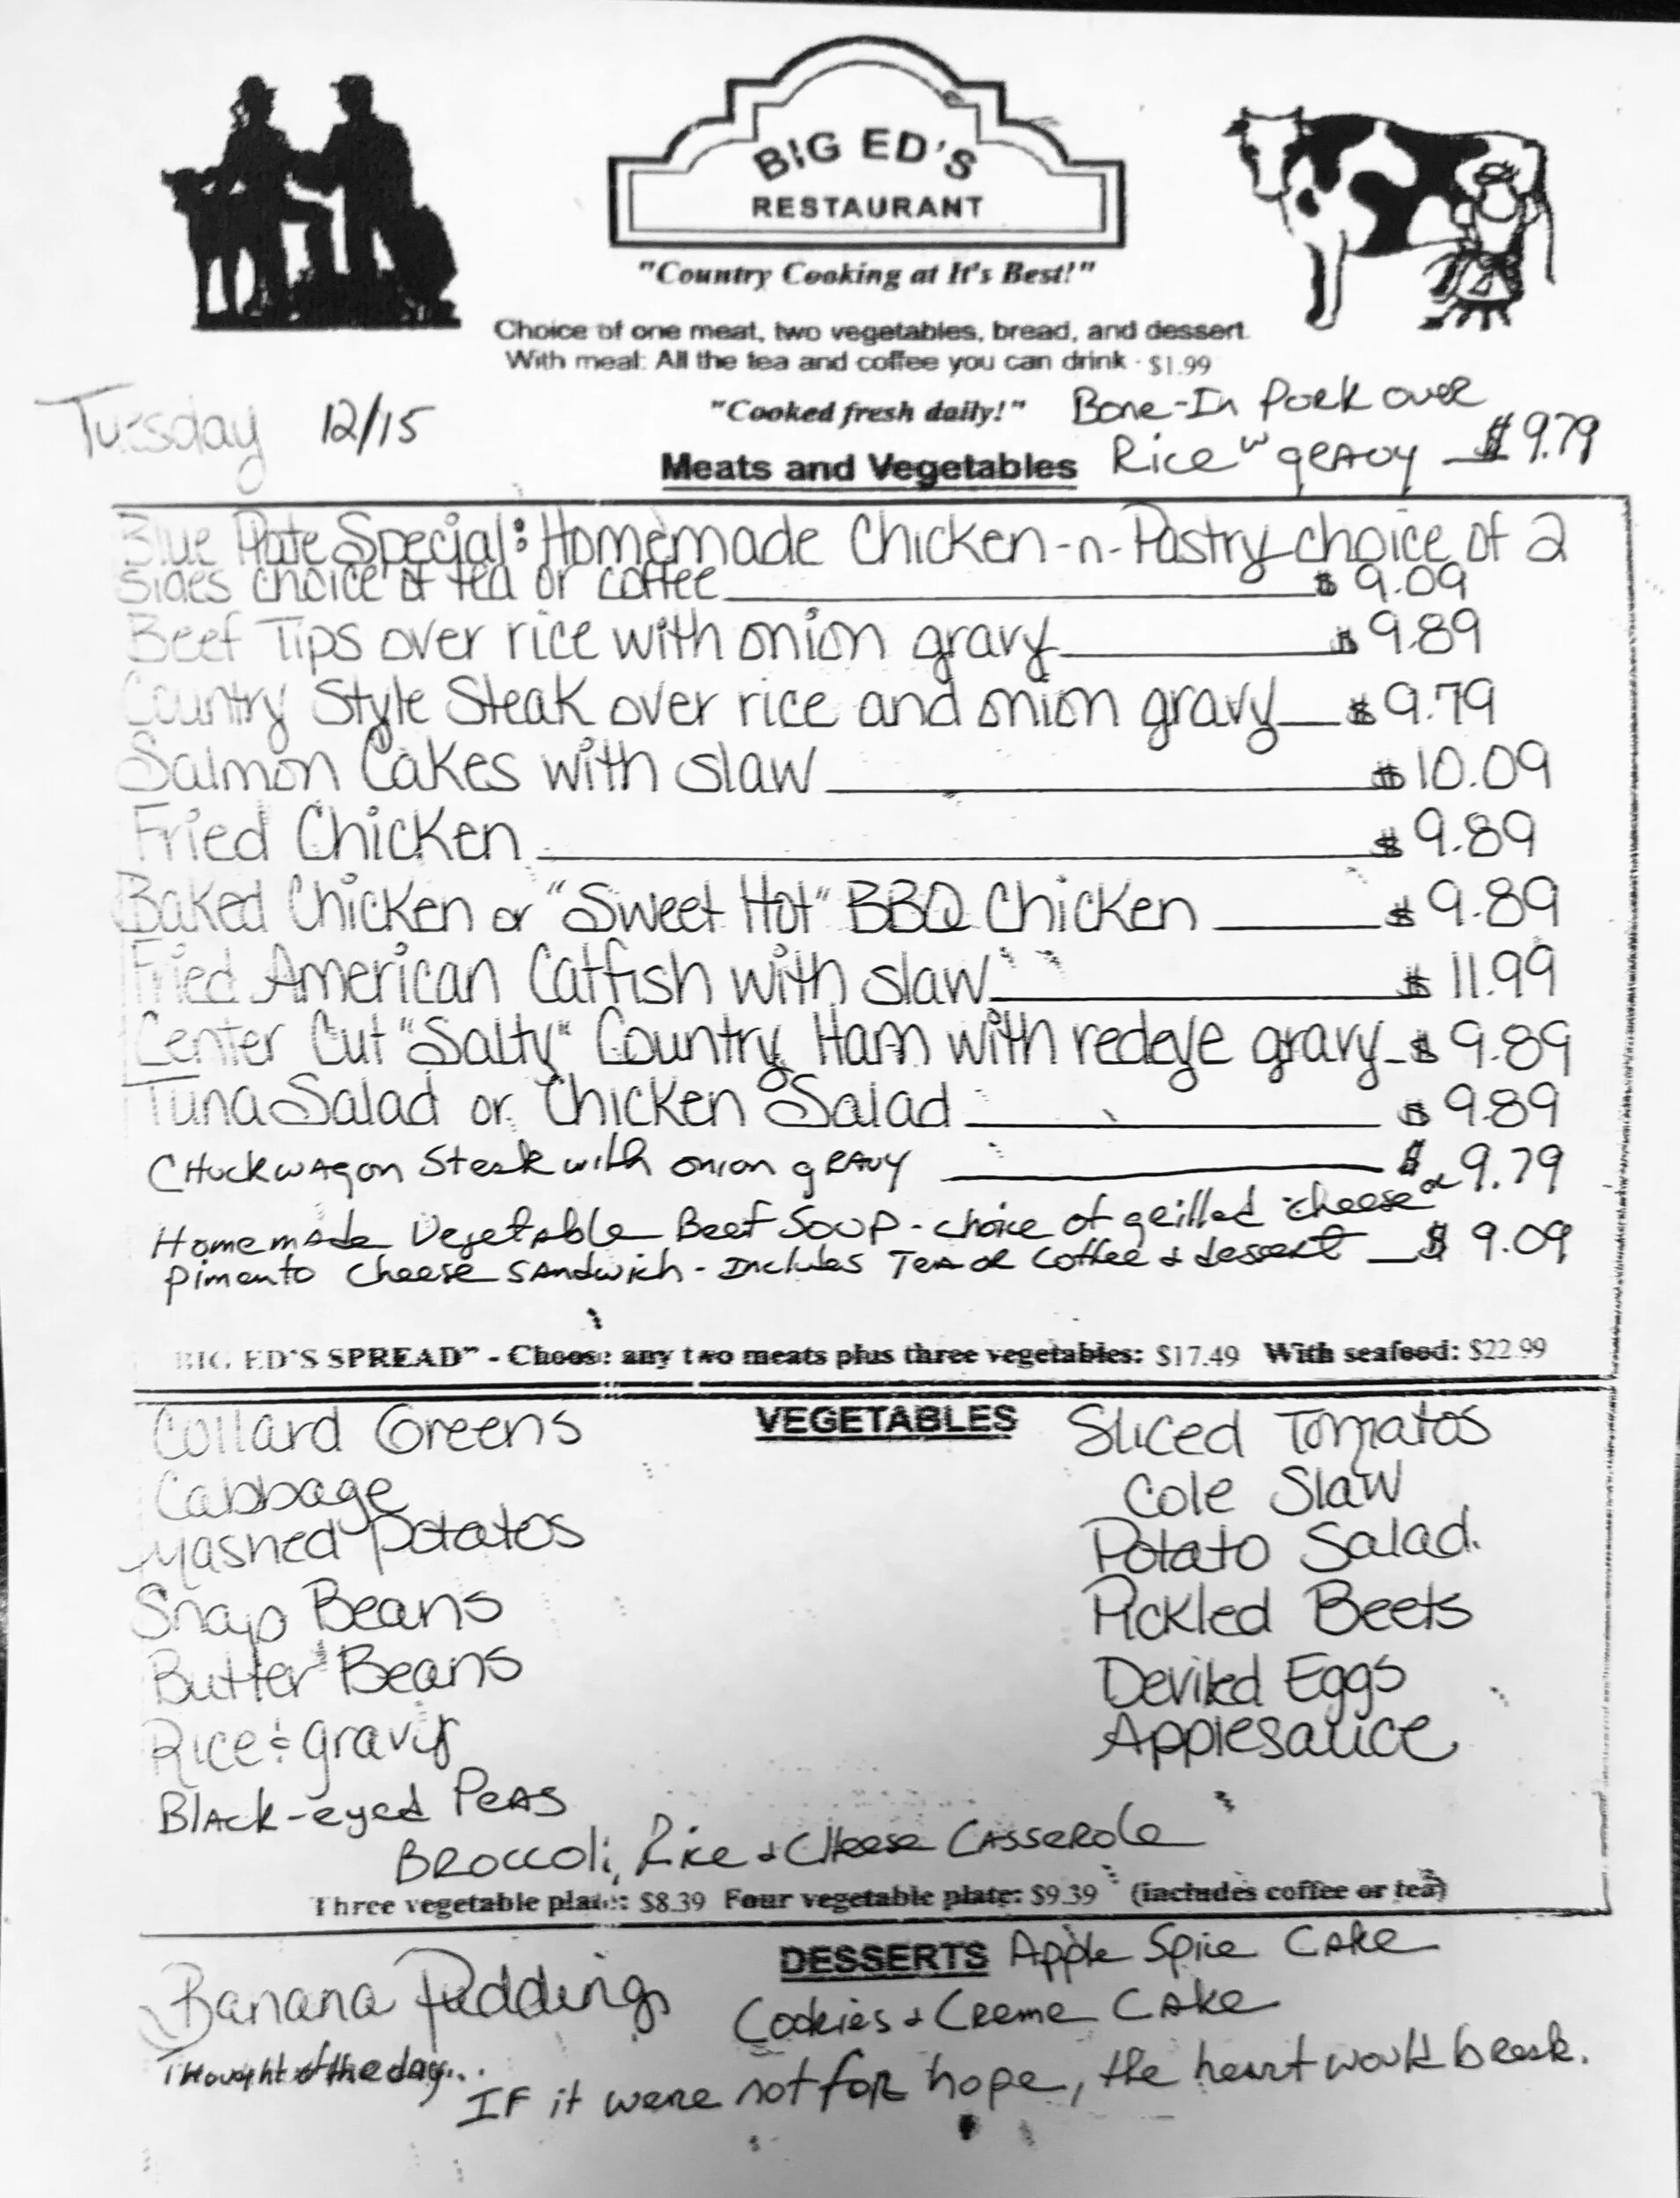 BIG ED'S
RESTAURANT
"Country Cooking at It's Best!"
Choice of one meat, two vegetables, bread, and dessert.
With meal: All the tea and coffee you can drink - $1.99
Tuesday 12/15
"Cooked fresh daily!" Bone-In Pork over
Meats and Vegetables Rice w gravy $9.79
Blue Plate Special: Homemade Chicken-n-Pastry choice of 2
sides choice of tea or coffee $9.09
Beef Tips over rice with onion gravy $9.89
Country Style Steak over rice and onion gravy $9.79
Salmon Cakes with slaw $10.09
Fried Chicken $9.89
Baked Chicken or "Sweet Hot" BBQ Chicken $9.89
Fried American Catfish with slaw $11.99
Center Cut "Salty" Country Ham with redeye gravy $9.89
Tuna Salad or Chicken Salad $9.89
Chuckwagon Steak with onion gravy $9.79
Homemade Vegetable Beef Soup - choice of grilled cheese or
pimento cheese sandwich - Includes Tea or Coffee & dessert $9.09
BIG ED'S SPREAD" - Choose any two meats plus three vegetables: $17.49 With seafood: $22.99
VEGETABLES
Collard Greens
Cabbage
Mashed Potatos
Snap Beans
Butter Beans
Rice & gravy
Black-eyed Peas
Sliced Tomatos
Cole Slaw
Potato Salad.
Pickled Beets
Deviled Eggs
Applesauce
Broccoli, Rice & Cheese Casserole
Three vegetable plate: $8.39 Four vegetable plate: $9.39 (includes coffee or tea)
DESSERTS Apple Spice Cake
Banana Pudding Cookies & Creme Cake
Thought of the day...
If it were not for hope, the heart would break.